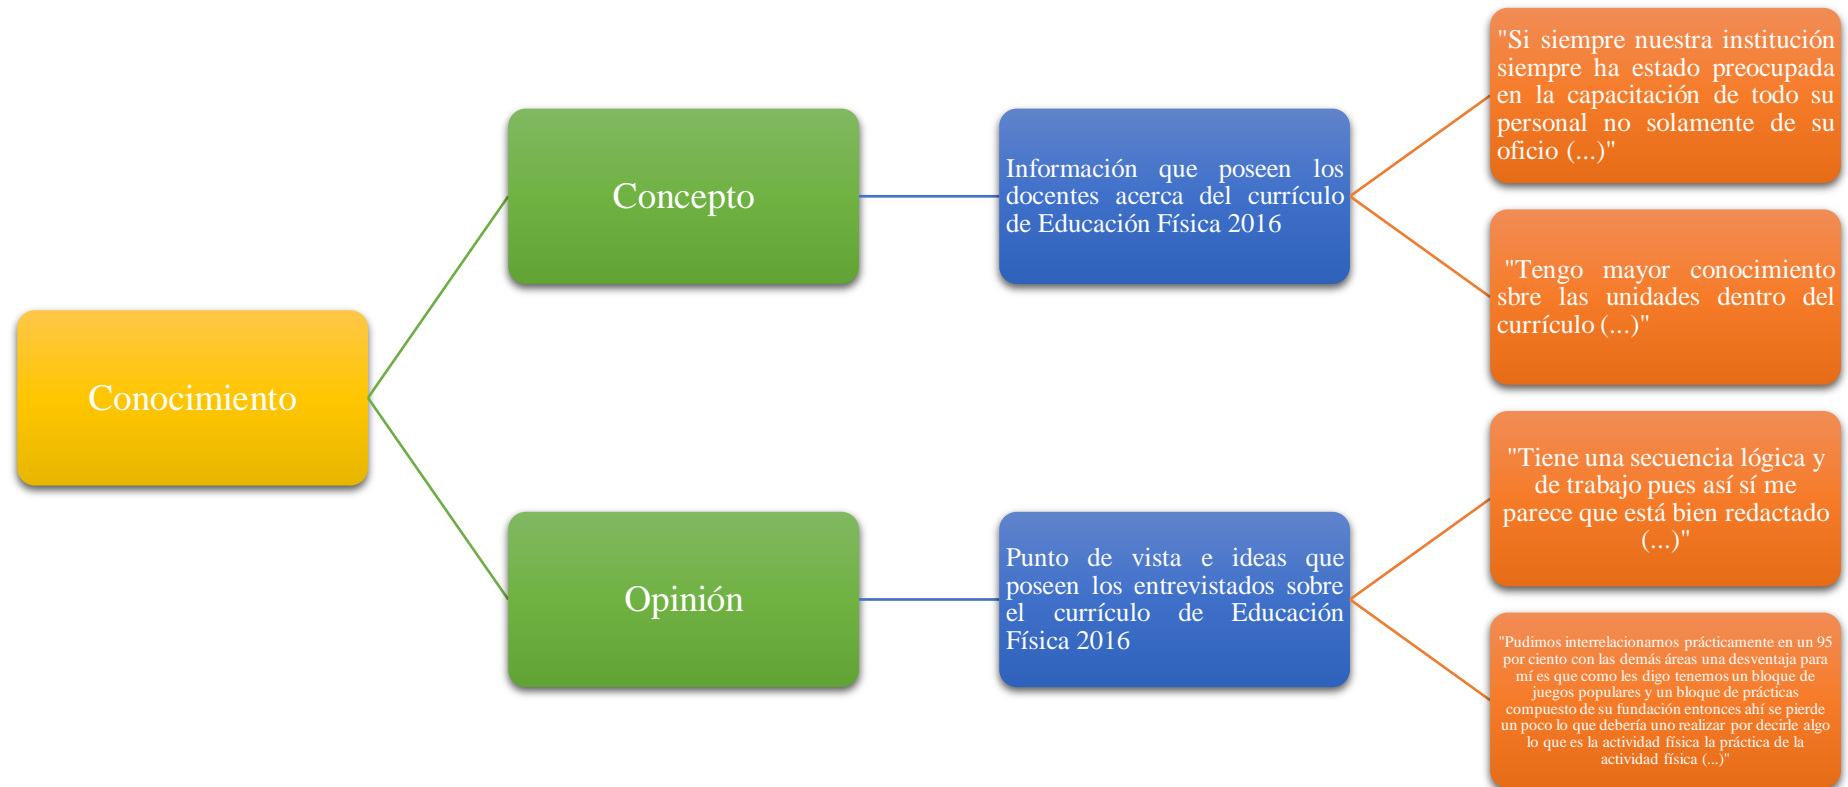 Conocimiento
Concepto
Información que poseen los
docentes acerca del currículo
de Educación Física 2016
"Si siempre nuestra institución
siempre ha estado preocupada
en la capacitación de todo su
personal no solamente de su
oficio (...)"
"Tengo mayor conocimiento
sbre las unidades dentro del
currículo (...)"
Opinión
Punto de vista e ideas que
poseen los entrevistados sobre
el currículo de Educación
Física 2016
"Tiene una secuencia lógica y
de trabajo pues así sí me
parece que está bien redactado
(...)"
"Pudimos interrelacionarnos prácticamente en un 95
por ciento con las demás áreas una desventaja para
mí es que como les digo tenemos un bloque de
juegos populares y un bloque de prácticas
compuesto de su fundación entonces ahí se pierde
un poco lo que debería uno realizar por decirle algo
lo que es la actividad física la práctica de la
actividad física (...)"